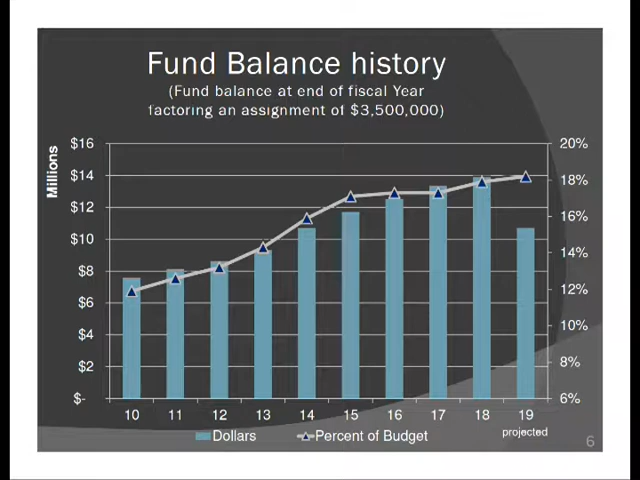 Fund Balance history
(Fund balance at end of fiscal Year
factoring an assignment of $3,500,000)
Millions
$16
$14
$12
$10
$8
$6
$4
$2
$-
20%
18%
16%
14%
12%
10%
8%
6%
10 11 12 13 14 15 16 17 18 19
projected
Dollars Percent of Budget
6